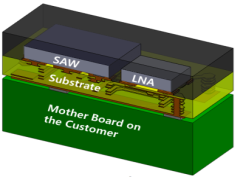 SAW
LNA
Substrate
Mother Board on
the Customer